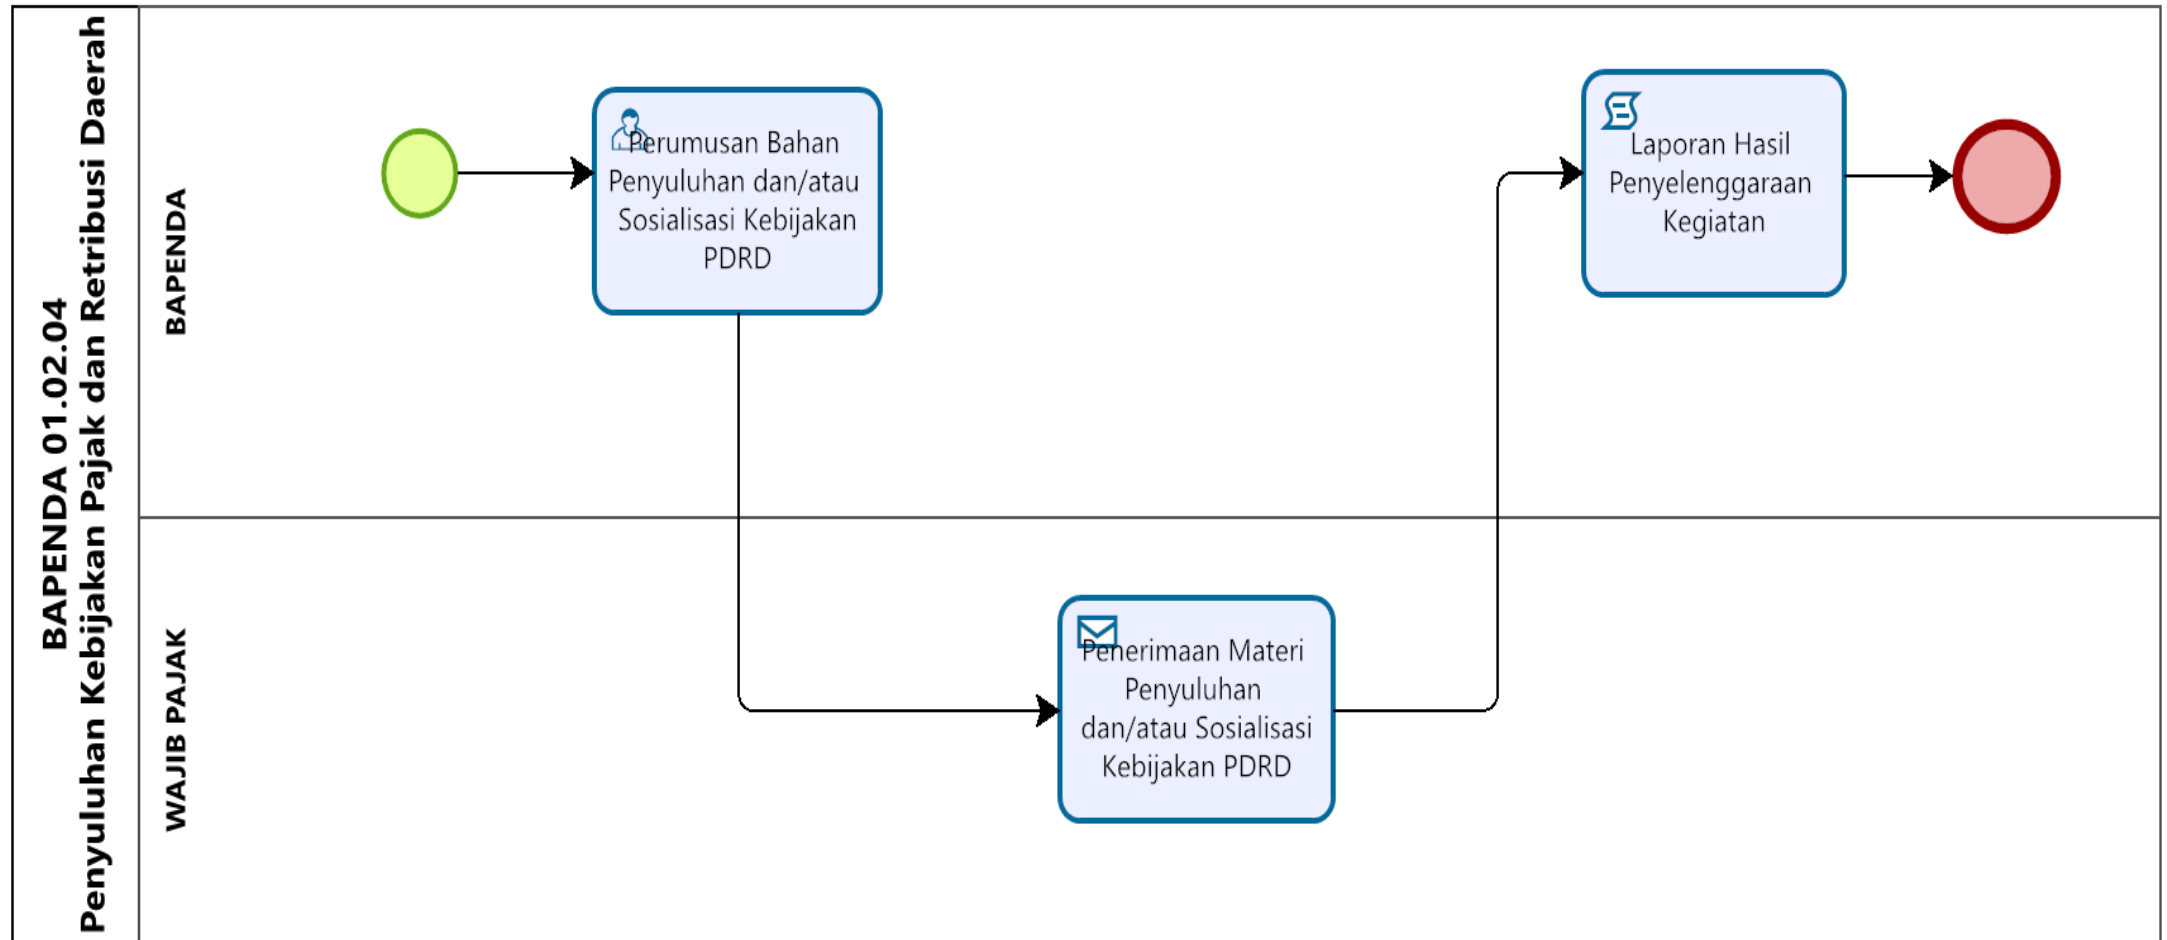 BAPENDA 01.02.04
Penyuluhan Kebijakan Pajak dan Retribusi Daerah
BAPENDA
Perumusan Bahan
Penyuluhan dan/atau
Sosialisasi Kebijakan
PDRD
Laporan Hasil
Penyelenggaraan
Kegiatan
WAJIB PAJAK
Penerimaan Materi
Penyuluhan
dan/atau Sosialisasi
Kebijakan PDRD